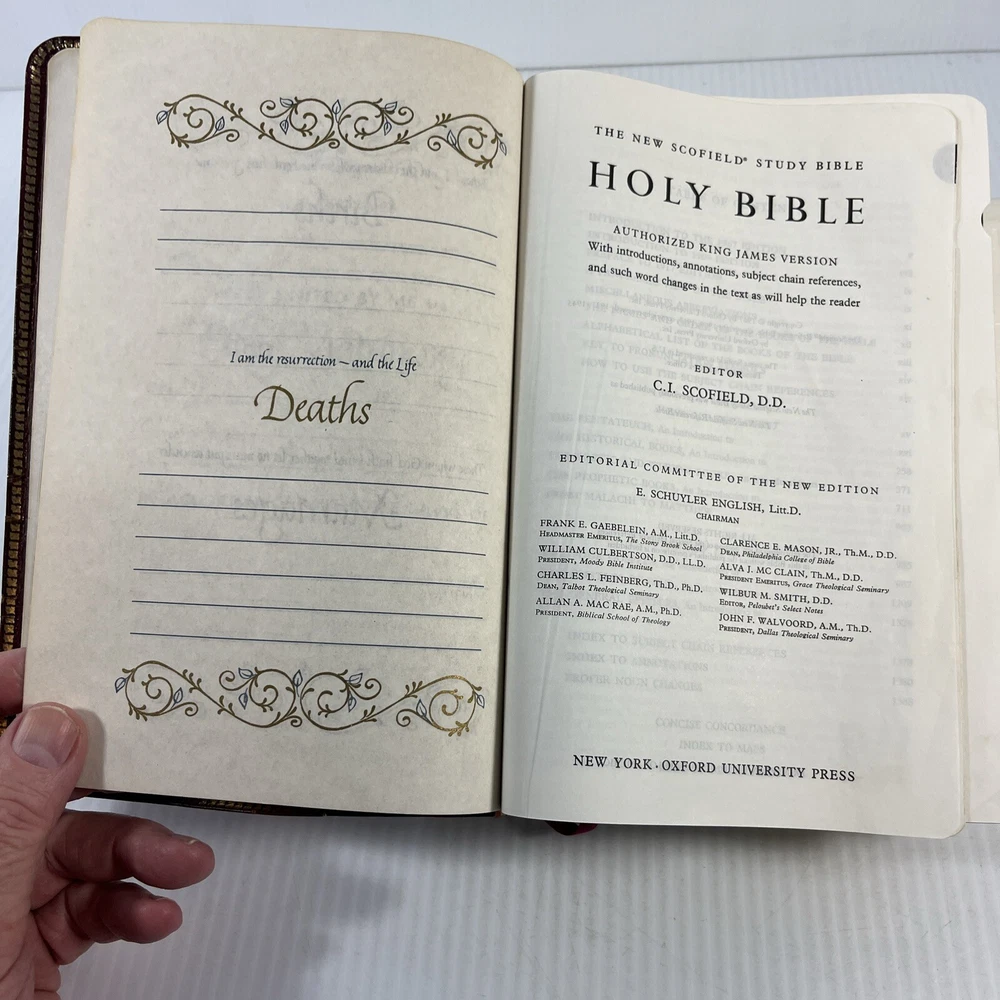 I am the resurrection — and the Life
Deaths
THE NEW SCOFIELD® STUDY BIBLE
HOLY BIBLE
AUTHORIZED KING JAMES VERSION
With introductions, annotations, subject chain references,
and such word changes in the text as will help the reader
EDITOR
C.I. SCOFIELD, D.D.
EDITORIAL COMMITTEE OF THE NEW EDITION
E. SCHUYLER ENGLISH, Litt.D.
CHAIRMAN
FRANK E. GAEBELEIN, A.M., Litt.D.
HEADMASTER EMERITUS, The Stony Brook School
WILLIAM CULBERTSON, D.D., LL.D.
PRESIDENT, Moody Bible Institute
CHARLES L. FEINBERG, Th.D., Ph.D.
DEAN, Talbot Theological Seminary
ALLAN A. MAC RAE, A.M., Ph.D.
PRESIDENT, Biblical School of Theology
CLARENCE E. MASON, JR., Th.M., D.D.
DEAN, Philadelphia College of Bible
ALVA J. MC CLAIN, Th.M., D.D.
PRESIDENT EMERITUS, Grace Theological Seminary
WILBUR M. SMITH, D.D.
EDITOR, Peloubet's Select Notes
JOHN F. WALVOORD, A.M., Th.D.
PRESIDENT, Dallas Theological Seminary
NEW YORK · OXFORD UNIVERSITY PRESS